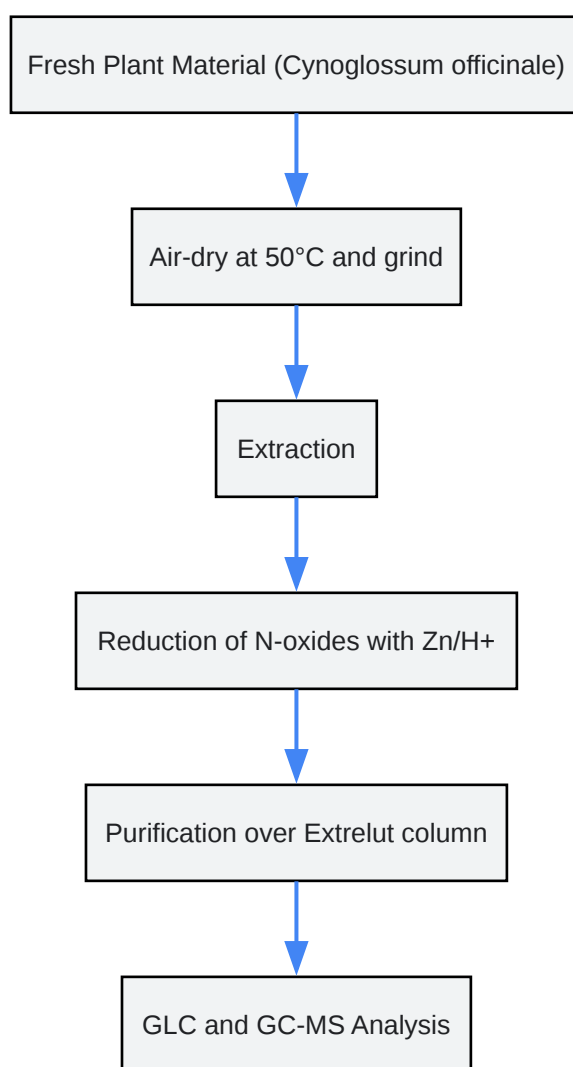 Fresh Plant Material (Cynoglossum officinale)
Air-dry at 50°C and grind
Extraction
Reduction of N-oxides with Zn/H+
Purification over Extrelut column
GLC and GC-MS Analysis